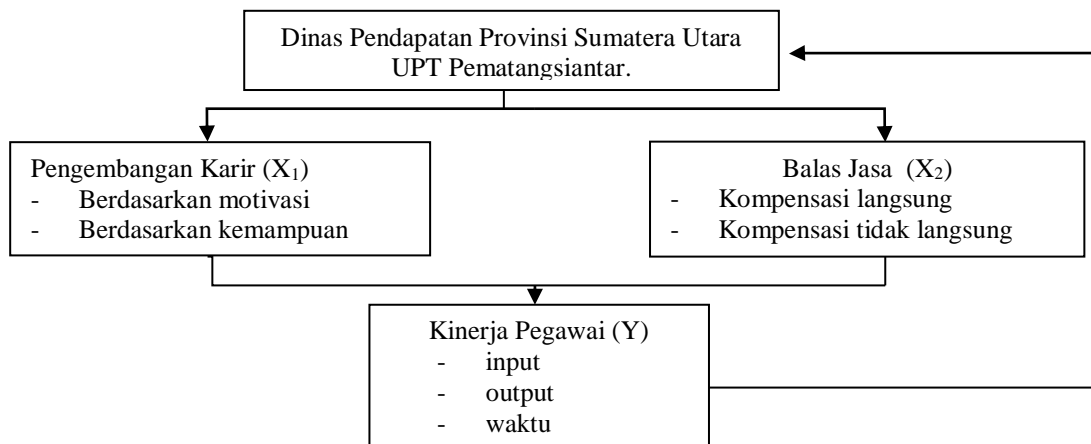 Dinas Pendapatan Provinsi Sumatera Utara
UPT Pematangsiantar.
Pengembangan Karir (X₁)
- Berdasarkan motivasi
- Berdasarkan kemampuan
Balas Jasa (X₂)
- Kompensasi langsung
- Kompensasi tidak langsung
Kinerja Pegawai (Y)
- input
- output
- waktu